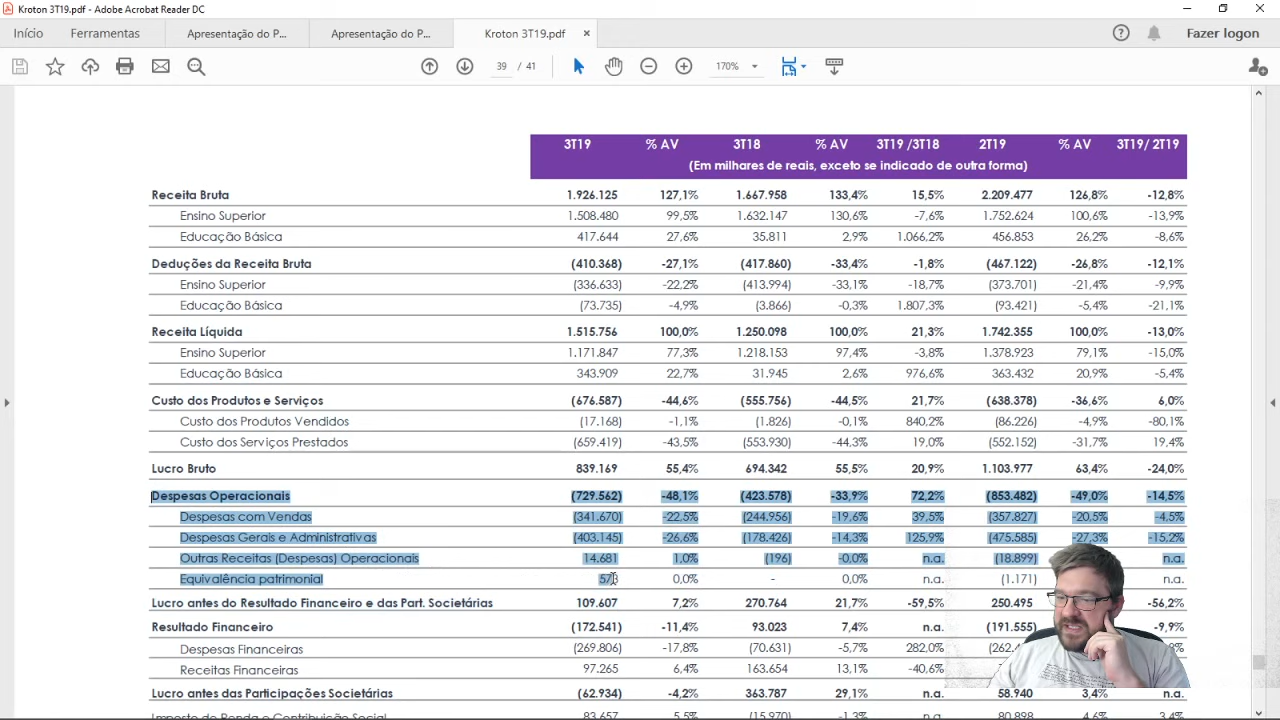 Kroton 3T19.pdf - Adobe Acrobat Reader DC
Início Ferramentas Apresentação do P... Apresentação do P... Kroton 3T19.pdf × Fazer logon
39 / 41 170%
3T19 % AV 3T18 % AV 3T19 /3T18 2T19 % AV 3T19/ 2T19
(Em milhares de reais, exceto se indicado de outra forma)
Receita Bruta 1.926.125 127,1% 1.667.958 133,4% 15,5% 2.209.477 126,8% -12,8%
Ensino Superior 1.508.480 99,5% 1.632.147 130,6% -7,6% 1.752.624 100,6% -13,9%
Educação Básica 417.644 27,6% 35.811 2,9% 1.066,2% 456.853 26,2% -8,6%
Deduções da Receita Bruta (410.368) -27,1% (417.860) -33,4% -1,8% (467.122) -26,8% -12,1%
Ensino Superior (336.633) -22,2% (413.994) -33,1% -18,7% (373.701) -21,4% -9,9%
Educação Básica (73.735) -4,9% (3.866) -0,3% 1.807,3% (93.421) -5,4% -21,1%
Receita Líquida 1.515.756 100,0% 1.250.098 100,0% 21,3% 1.742.355 100,0% -13,0%
Ensino Superior 1.171.847 77,3% 1.218.153 97,4% -3,8% 1.378.923 79,1% -15,0%
Educação Básica 343.909 22,7% 31.945 2,6% 976,6% 363.432 20,9% -5,4%
Custo dos Produtos e Serviços (676.587) -44,6% (555.756) -44,5% 21,7% (638.378) -36,6% 6,0%
Custo dos Produtos Vendidos (17.168) -1,1% (1.826) -0,1% 840,2% (86.226) -4,9% -80,1%
Custo dos Serviços Prestados (659.419) -43,5% (553.930) -44,3% 19,0% (552.152) -31,7% 19,4%
Lucro Bruto 839.169 55,4% 694.342 55,5% 20,9% 1.103.977 63,4% -24,0%
Despesas Operacionais (729.562) -48,1% (423.578) -33,9% 72,2% (853.482) -49,0% -14,5%
Despesas com Vendas (341.670) -22,5% (244.956) -19,6% 39,5% (357.827) -20,5% -4,5%
Despesas Gerais e Administrativas (403.145) -26,6% (178.426) -14,3% 125,9% (475.585) -27,3% -15,2%
Outras Receitas (Despesas) Operacionais 14.681 1,0% (196) -0,0% n.a. (18.899) n.a.
Equivalência patrimonial 573 0,0% - 0,0% n.a. (1.171) n.a.
Lucro antes do Resultado Financeiro e das Part. Societárias 109.607 7,2% 270.764 21,7% -59,5% 250.495 -56,2%
Resultado Financeiro (172.541) -11,4% 93.023 7,4% n.a. (191.555) -9,9%
Despesas Financeiras (269.806) -17,8% (70.631) -5,7% 282,0%
Receitas Financeiras 97.265 6,4% 163.654 13,1% -40,6%
Lucro antes das Participações Societárias (62.934) -4,2% 363.787 29,1% n.a. 58.940 3,4% n.a.
Imposto de Renda e Contribuição Social 83.657 5,5% (15.970) -1,3% n.a. 80.898 4,6% 3,4%